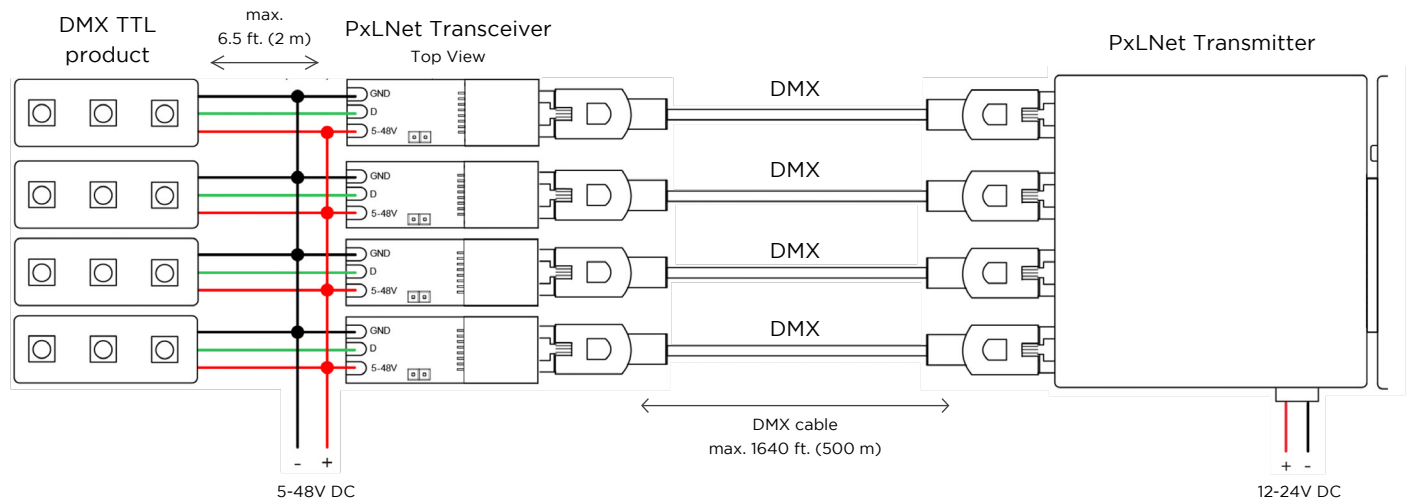 DMX TTL
product
max.
6.5 ft. (2 m)
PxLNet Transceiver
Top View
PxLNet Transmitter
GND
D
5-48V
DMX
GND
D
5-48V
DMX
GND
D
5-48V
DMX
GND
D
5-48V
DMX
DMX cable
max. 1640 ft. (500 m)
- +
5-48V DC
+ -
12-24V DC